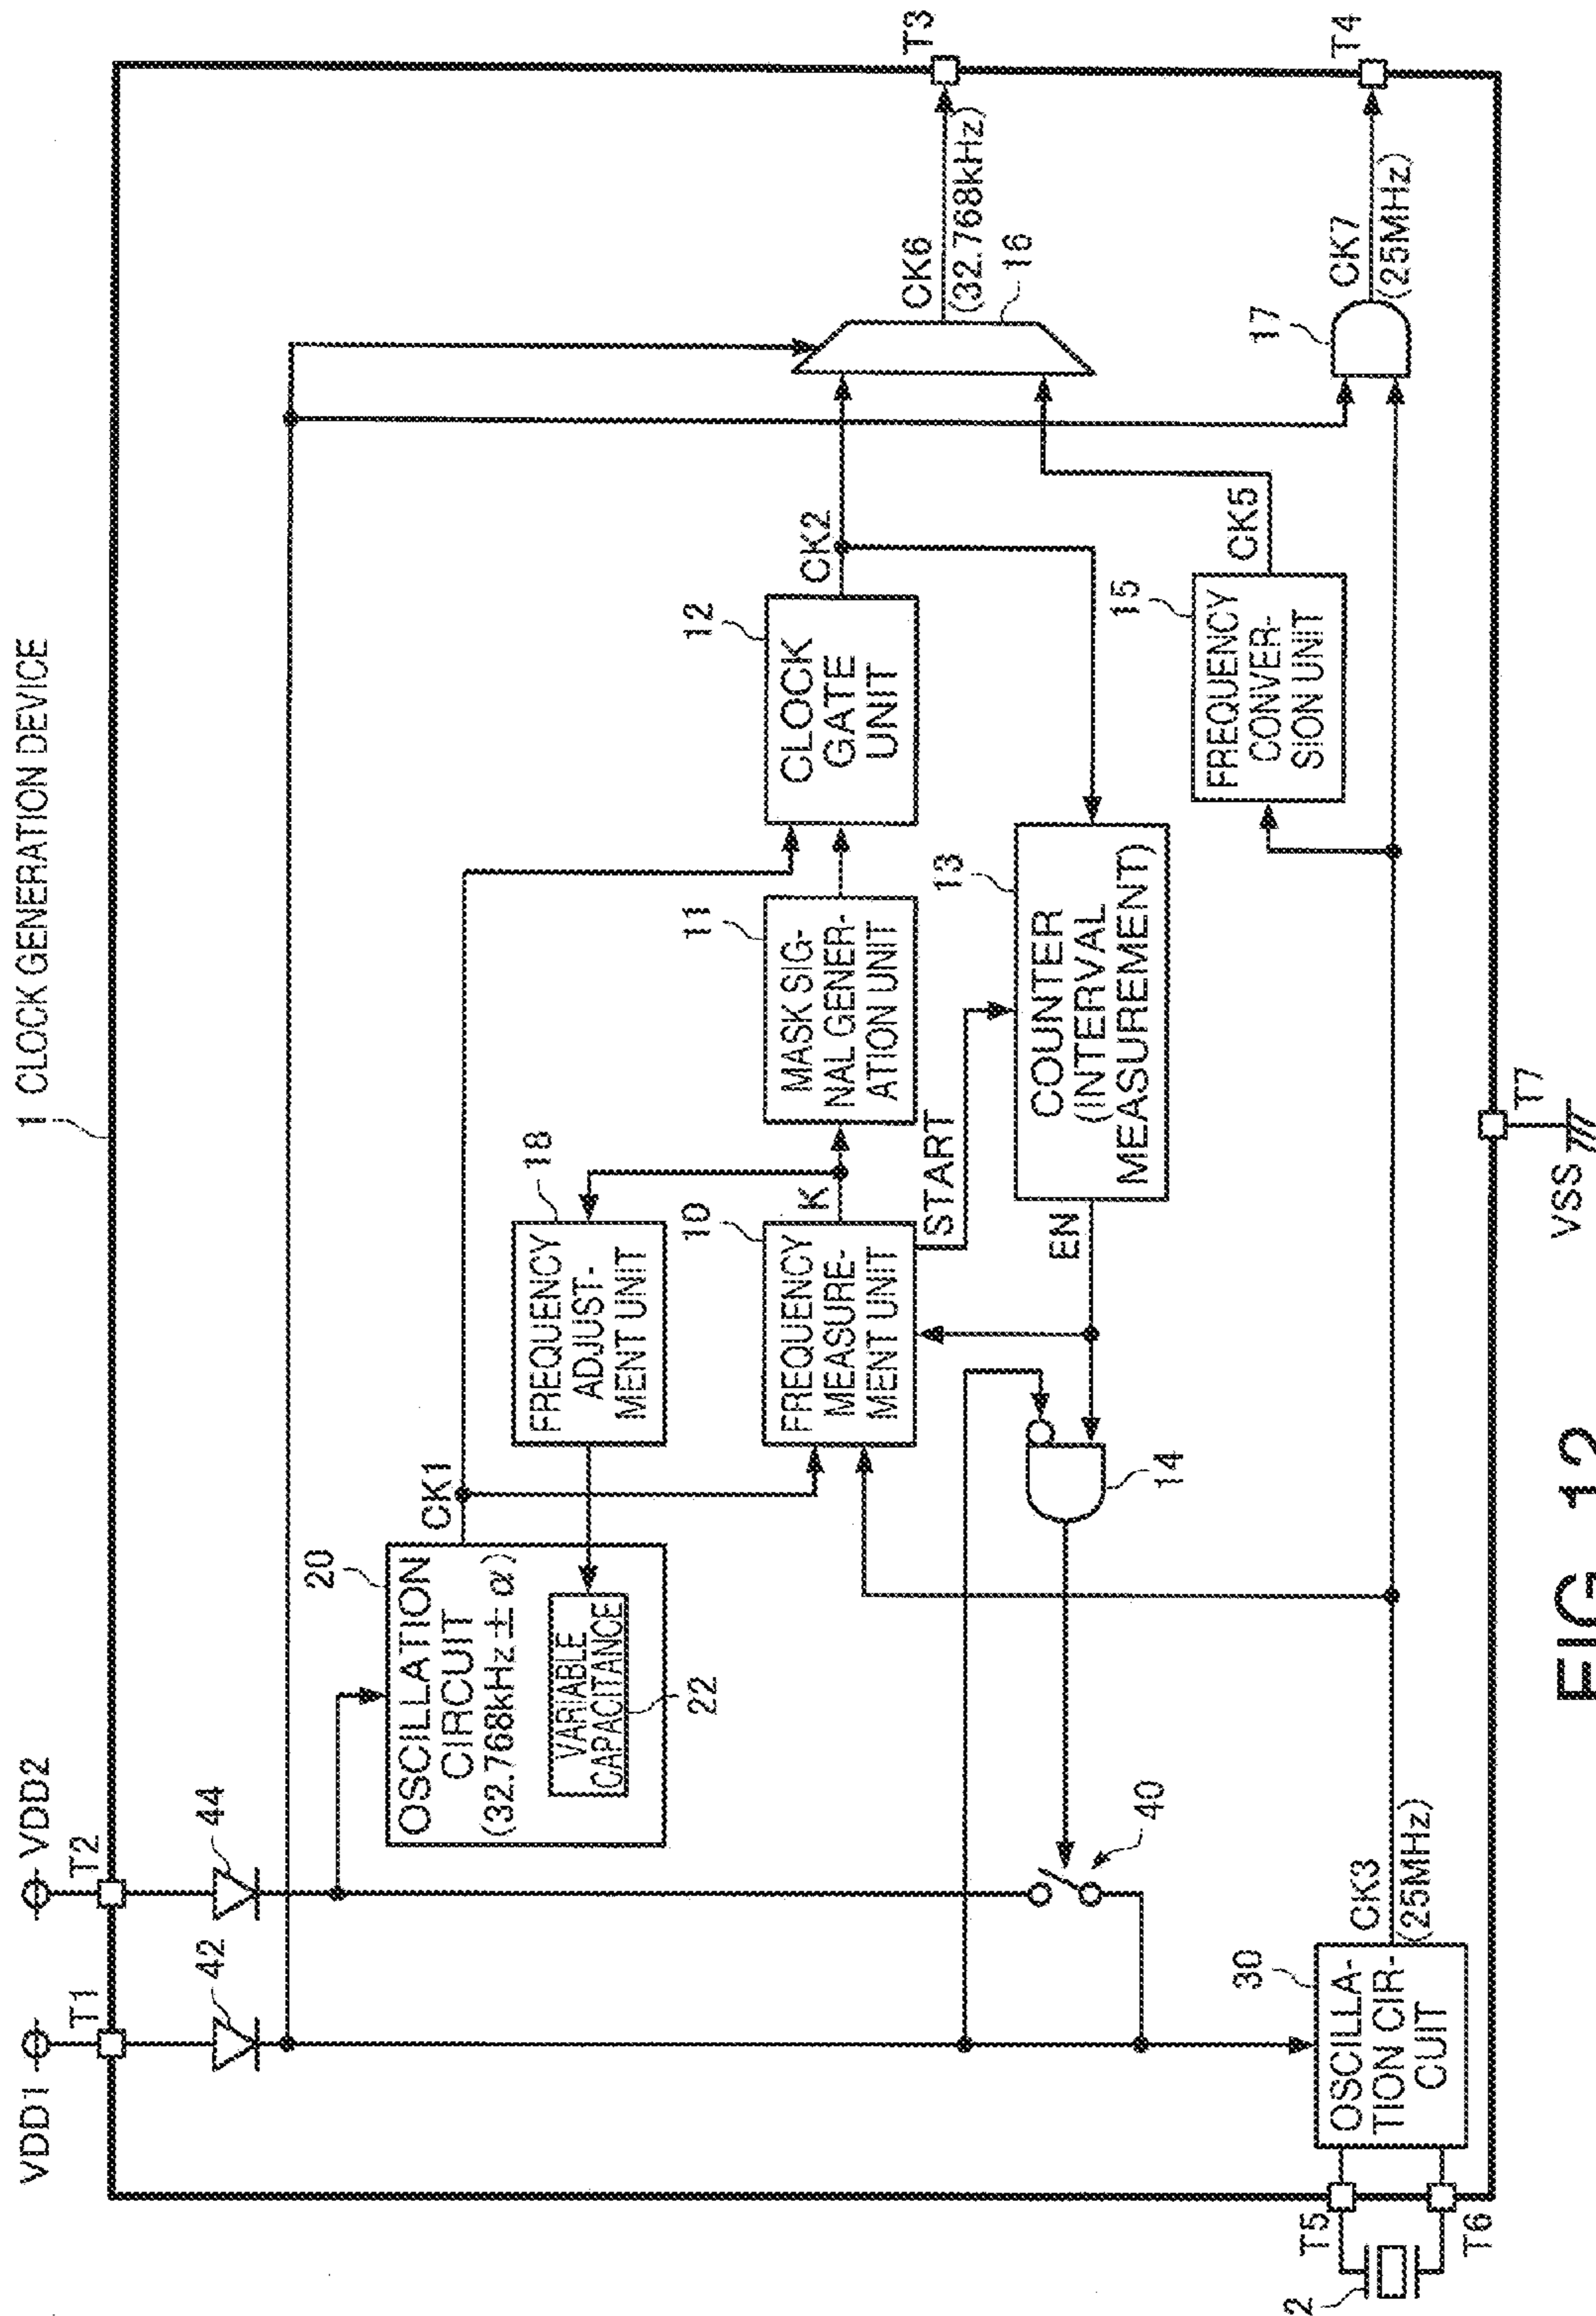 1 CLOCK GENERATION DEVICE
VDD1
VDD2
T1
T2
42
44
20
OSCILLATION
CIRCUIT
(32.768kHz±α)
VARIABLE
CAPACITANCE
22
CK1
18
FREQUENCY
ADJUST-
MENT UNIT
10
FREQUENCY
MEASURE-
MENT UNIT
K
START
11
MASK SIG-
NAL GENER-
ATION UNIT
12
CLOCK
GATE
UNIT
CK2
13
COUNTER
(INTERVAL
MEASUREMENT)
EN
14
40
15
FREQUENCY
CONVER-
SION UNIT
CK5
16
CK6
(32.768kHz)
T3
17
CK7
(25MHz)
T4
30
OSCILLA-
TION CIR-
CUIT
CK3
(25MHz)
T5
T6
2
T7
VSS
FIG. 12